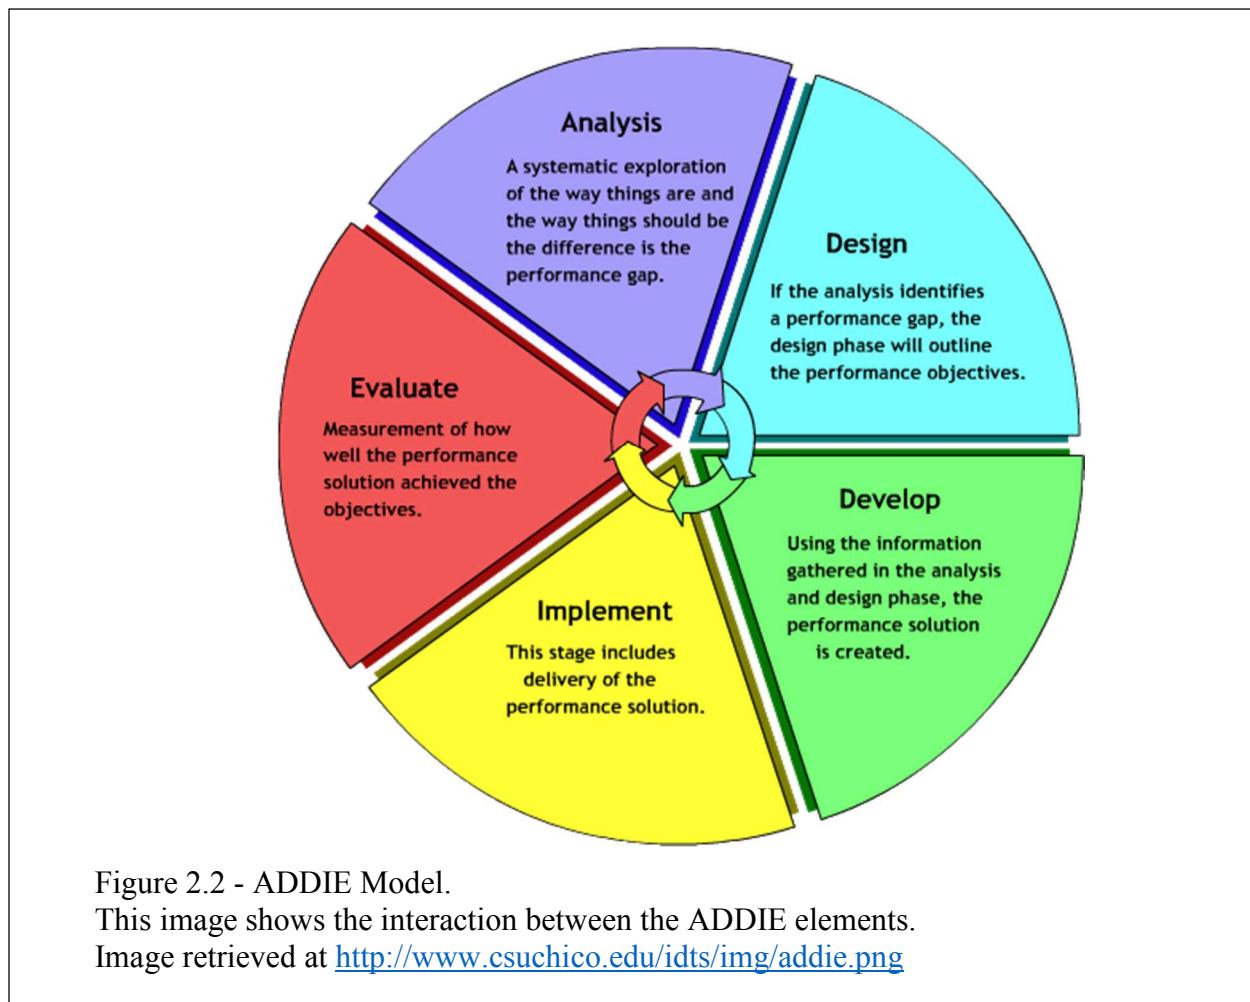 Analysis
A systematic exploration
of the way things are and
the way things should be
the difference is the
performance gap.
Design
If the analysis identifies
a performance gap, the
design phase will outline
the performance objectives.
Develop
Using the information
gathered in the analysis
and design phase, the
performance solution
is created.
Implement
This stage includes
delivery of the
performance solution.
Evaluate
Measurement of how
well the performance
solution achieved the
objectives.
Figure 2.2 - ADDIE Model.
This image shows the interaction between the ADDIE elements.
Image retrieved at http://www.csuchico.edu/idts/img/addie.png